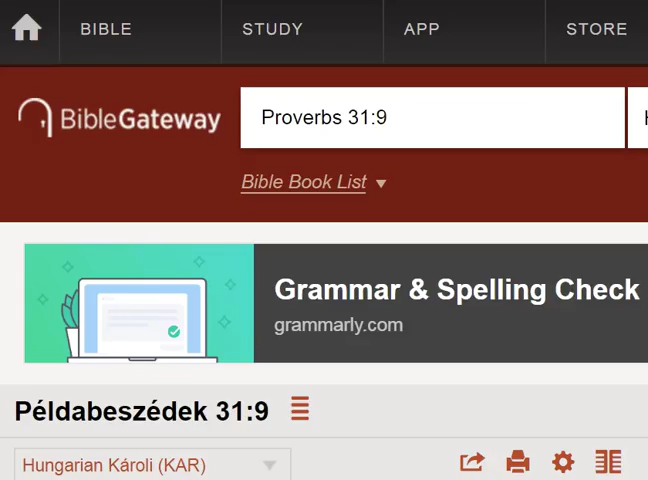 BIBLE STUDY APP STORE
BibleGateway
Proverbs 31:9
Bible Book List
Grammar & Spelling Check
grammarly.com
Példabeszédek 31:9
Hungarian Károli (KAR)